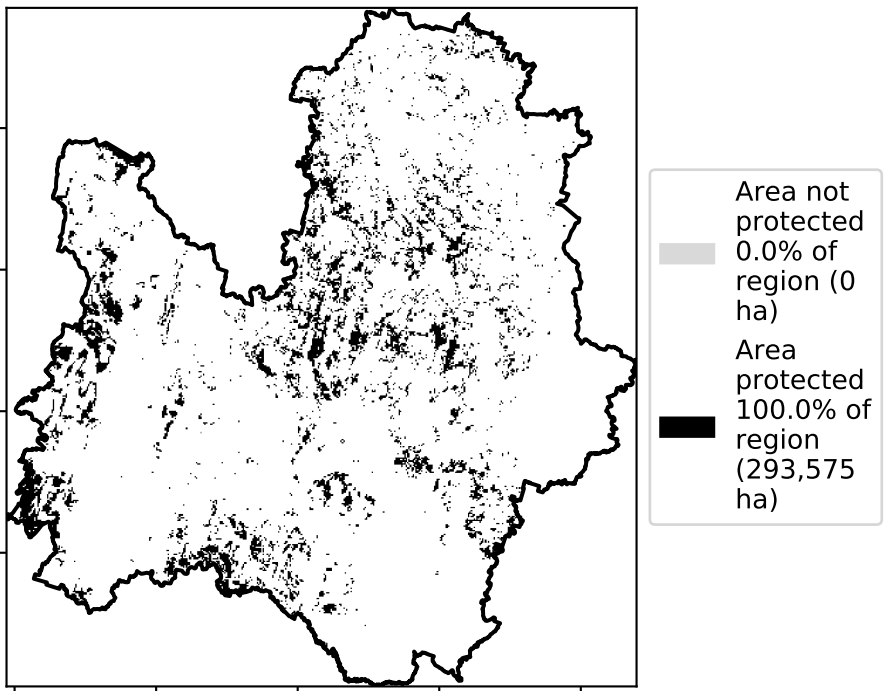 Area not
protected
0.0% of
region (0
ha)
Area
protected
100.0% of
region
(293,575
ha)